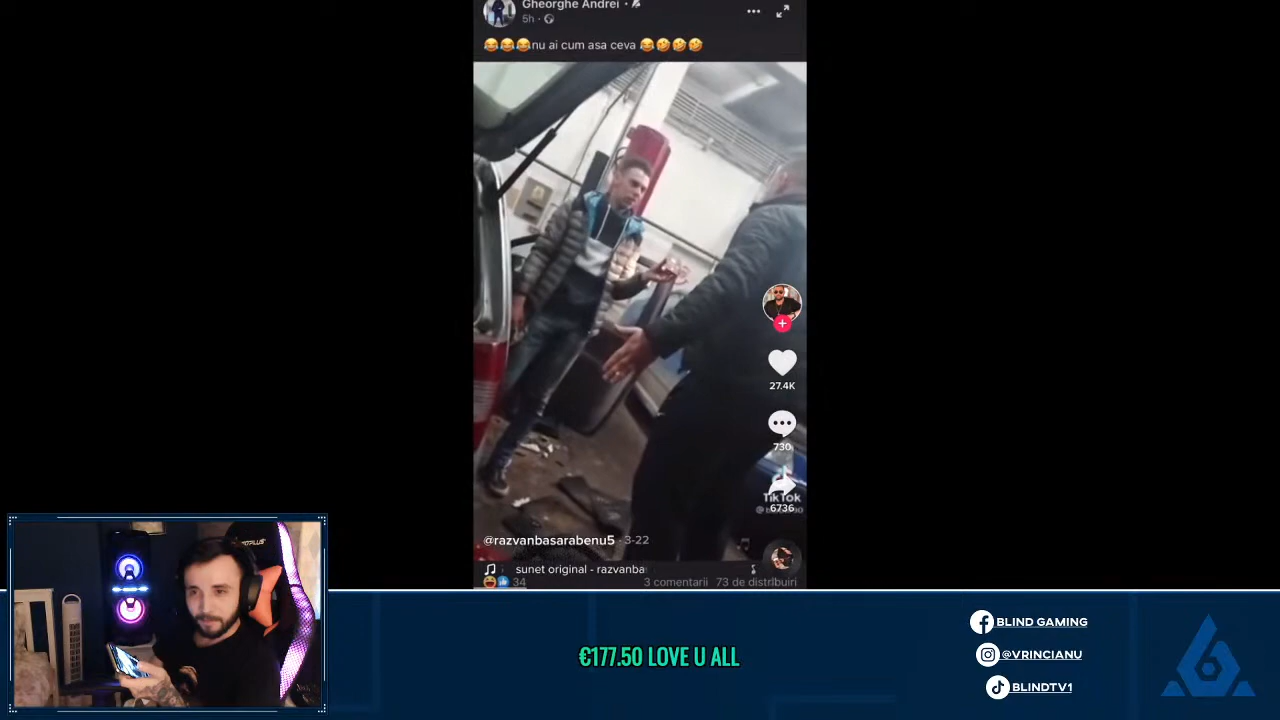 Gheorghe Andrei
5h
😂😂😂nu ai cum asa ceva 😂🤣🤣🤣
27.4K
730
TikTok
6736
@razvanbasarabenu5 · 3-22
sunet original - razvanba
34
3 comentarii
73 de distribuiri
€177.50 LOVE U ALL
BLIND GAMING
@VRINCIANU
BLINDTV1